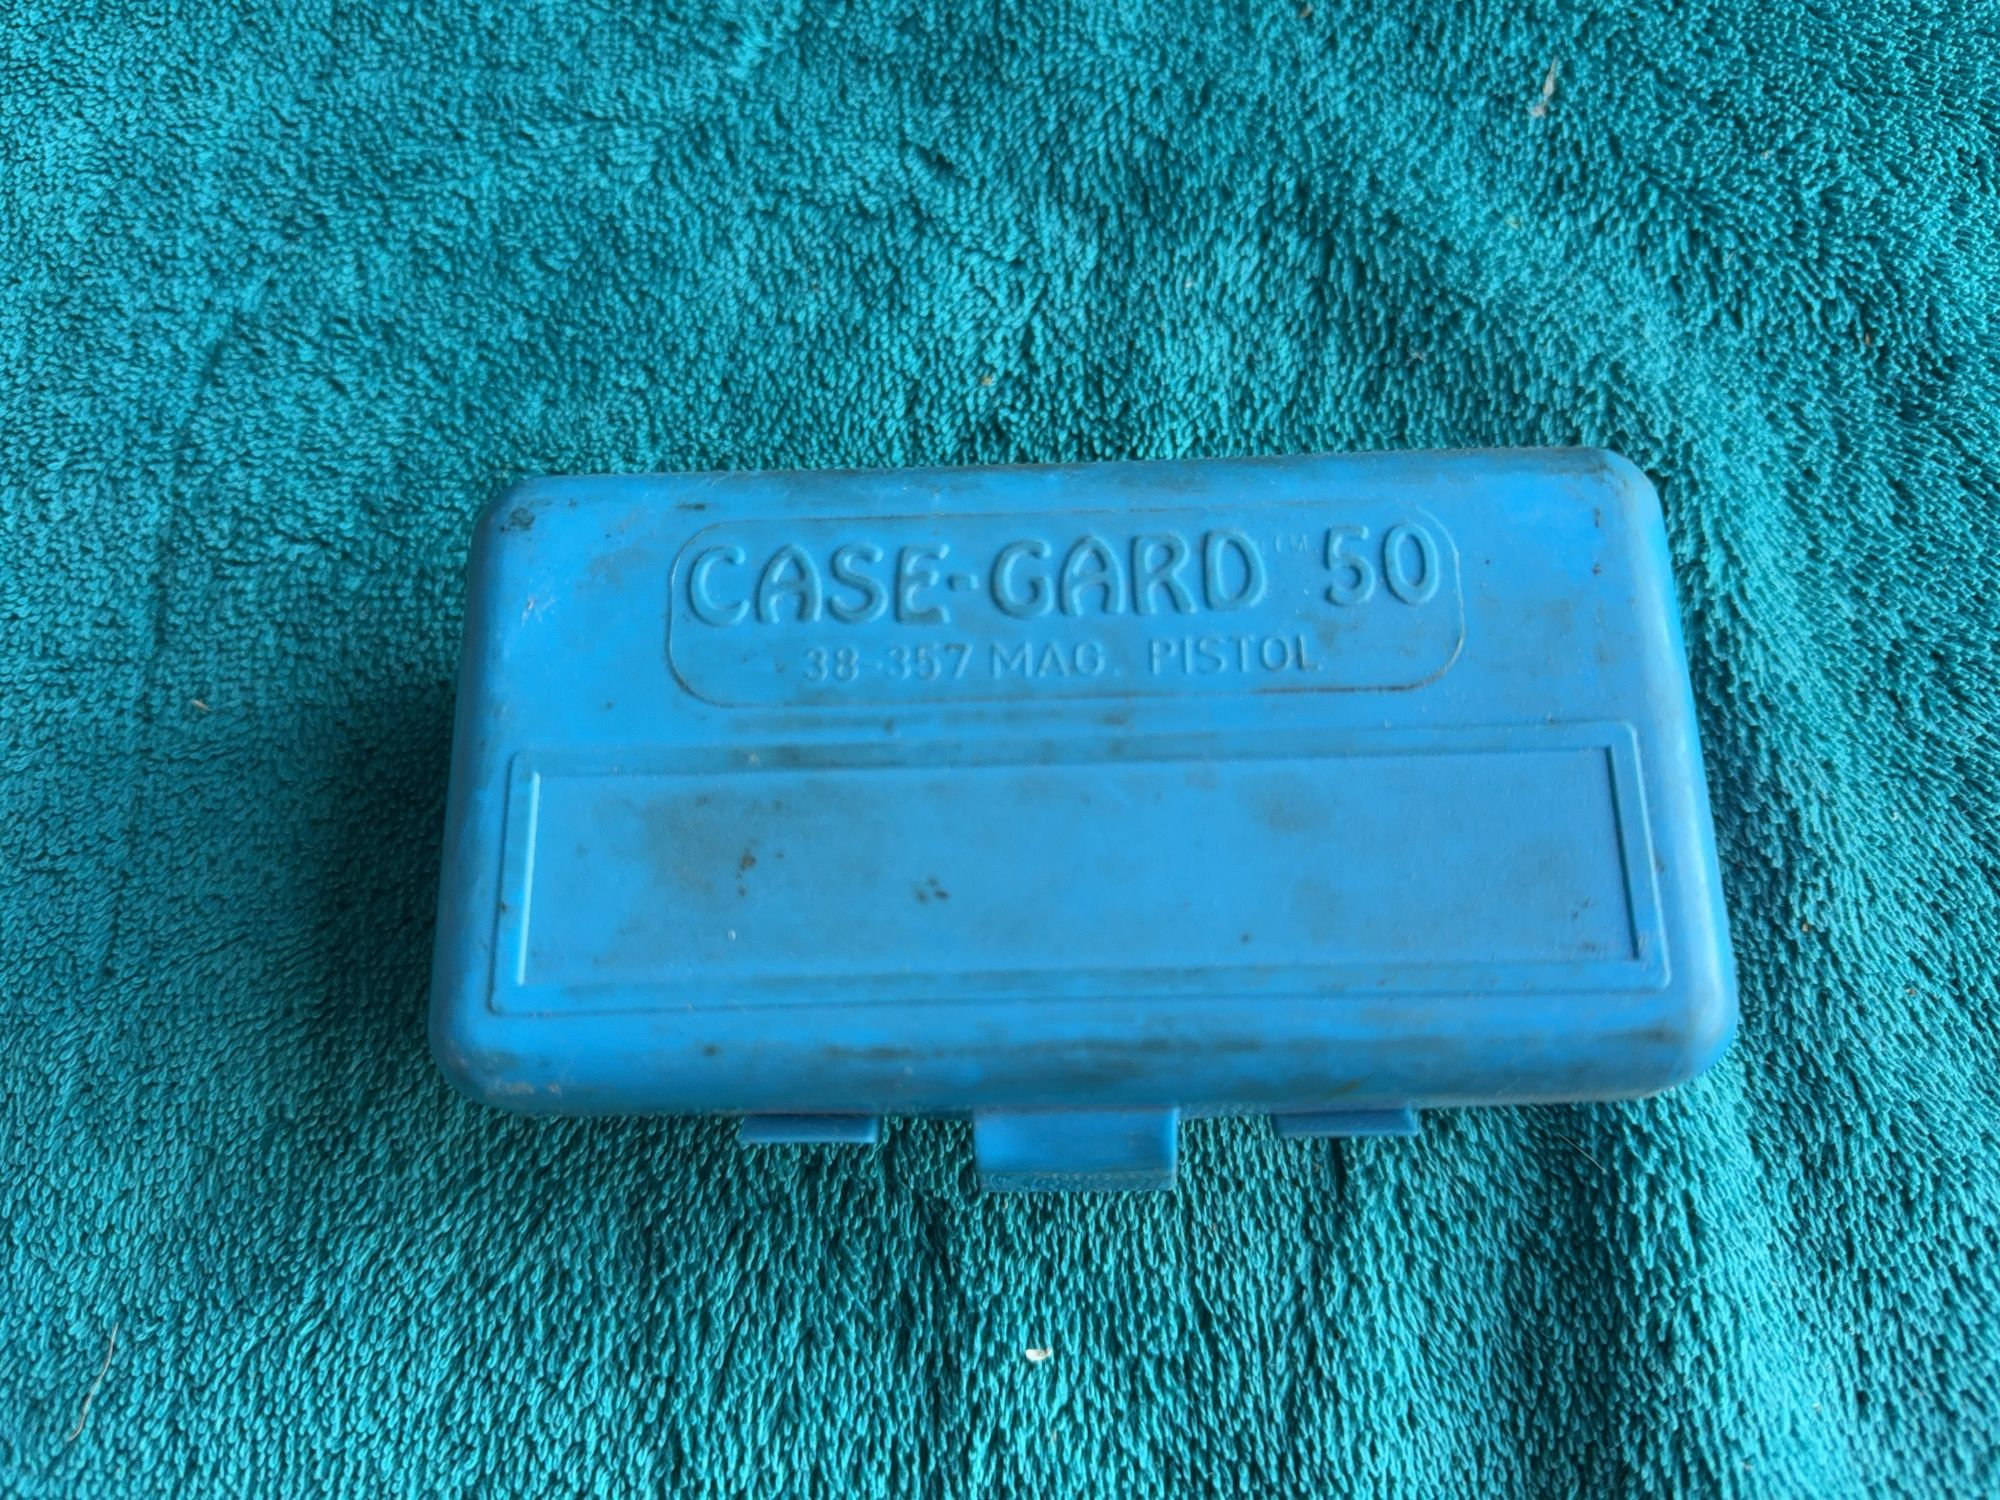 CASE-GARD™ 50
38-357 MAG. PISTOL